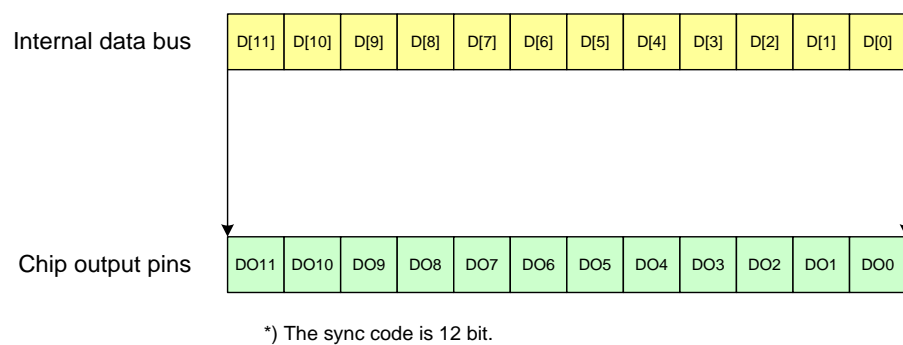 Internal data bus D[11] D[10] D[9] D[8] D[7] D[6] D[5] D[4] D[3] D[2] D[1] D[0]
Chip output pins DO11 DO10 DO9 DO8 DO7 DO6 DO5 DO4 DO3 DO2 DO1 DO0
*) The sync code is 12 bit.